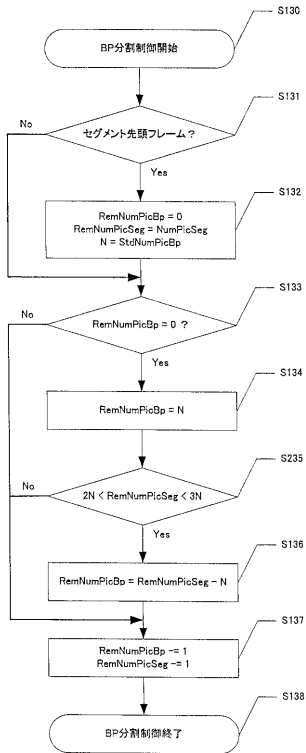 S130
BP分割制御開始
S131
セグメント先頭フレーム?
No
Yes
S132
RemNumPicBp = 0
RemNumPicSeg = NumPicSeg
N = StdNumPicBp
S133
No
RemNumPicBp = 0 ?
Yes
S134
RemNumPicBp = N
S235
No
2N < RemNumPicSeg < 3N
Yes
S136
RemNumPicBp = RemNumPicSeg - N
S137
RemNumPicBp -= 1
RemNumPicSeg -= 1
S138
BP分割制御終了